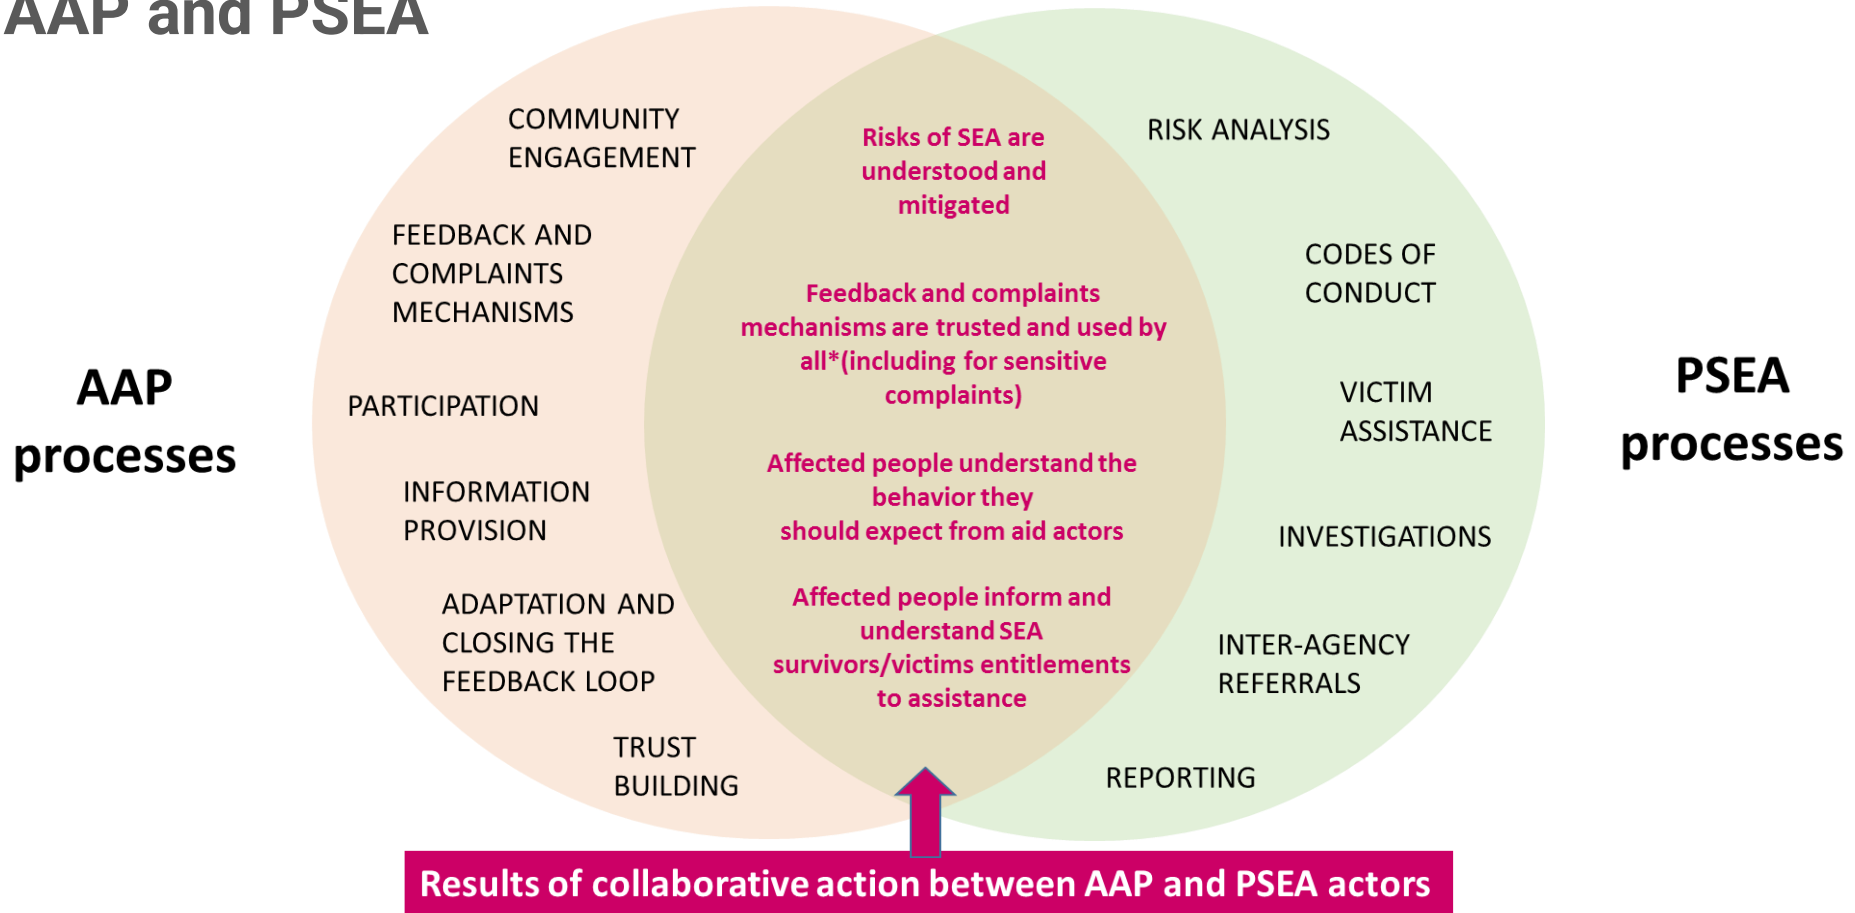 AAP and PSEA
AAP
processes
COMMUNITY
ENGAGEMENT
FEEDBACK AND
COMPLAINTS
MECHANISMS
PARTICIPATION
INFORMATION
PROVISION
ADAPTATION AND
CLOSING THE
FEEDBACK LOOP
TRUST
BUILDING
Risks of SEA are
understood and
mitigated
Feedback and complaints
mechanisms are trusted and used by
all*(including for sensitive
complaints)
Affected people understand the
behavior they
should expect from aid actors
Affected people inform and
understand SEA
survivors/victims entitlements
to assistance
RISK ANALYSIS
CODES OF
CONDUCT
VICTIM
ASSISTANCE
INVESTIGATIONS
INTER-AGENCY
REFERRALS
REPORTING
PSEA
processes
Results of collaborative action between AAP and PSEA actors